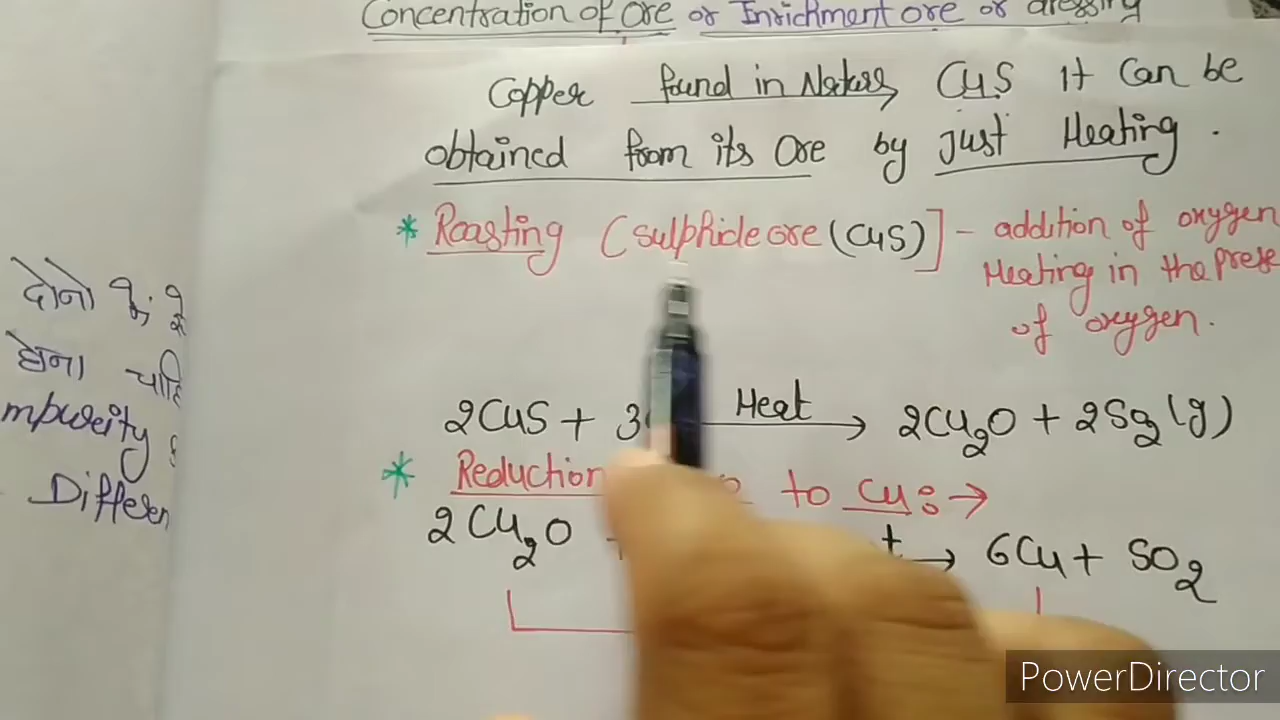 Concentration of Ore or Inrichment ore or dressing
Copper found in Nature CuS it can be
obtained from its Ore by just Heating.
* Roasting (sulphide ore (CuS)] - addition of oxygen
Heating in the prese
of oxygen.
2CuS + 3 Heat → 2Cu₂O + 2SO₂(g)
* Reduction to Cu:→
2Cu₂O + t → 6Cu + SO₂
दोनो के
होना चाहि
mpurity
Differen
PowerDirector